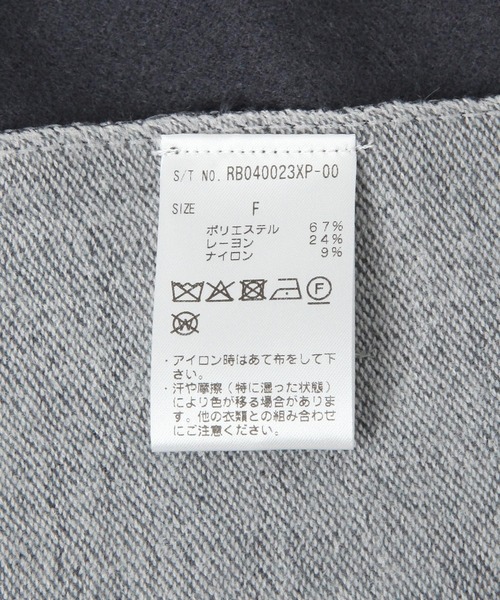 S/T NO. RB040023XP-00
SIZE F
ポリエステル 67%
レーヨン 24%
ナイロン 9%
F
W
・アイロン時はあて布をして下
さい。
・汗や摩擦(特に湿った状態)
により色が移る場合がありま
す。他の衣類との組み合わせ
にご注意ください。